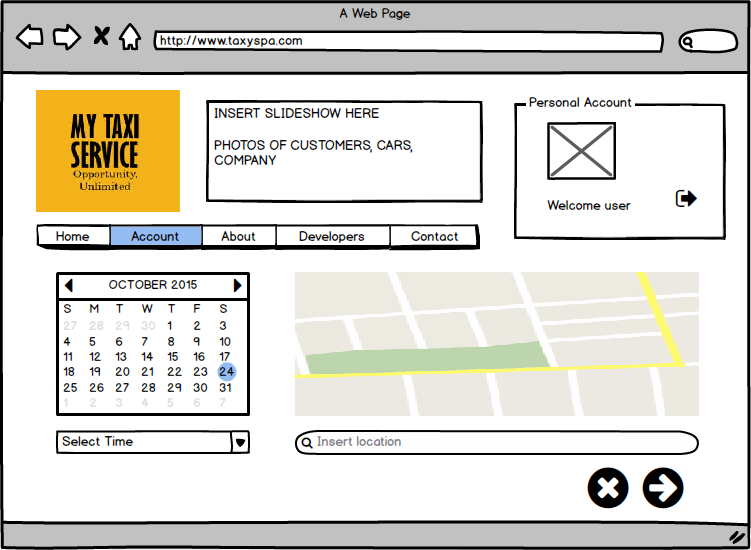 A Web Page
http://www.taxyspa.com
MY TAXI
SERVICE
Opportunity,
Unlimited
INSERT SLIDESHOW HERE
PHOTOS OF CUSTOMERS, CARS,
COMPANY
Personal Account
Welcome user
Home Account About Developers Contact
OCTOBER 2015
S M T W T F S
27 28 29 30 1 2 3
4 5 6 7 8 9 10
11 12 13 14 15 16 17
18 19 20 21 22 23 24
25 26 27 28 29 30 31
1 2 3 4 5 6 7
Select Time
Insert location